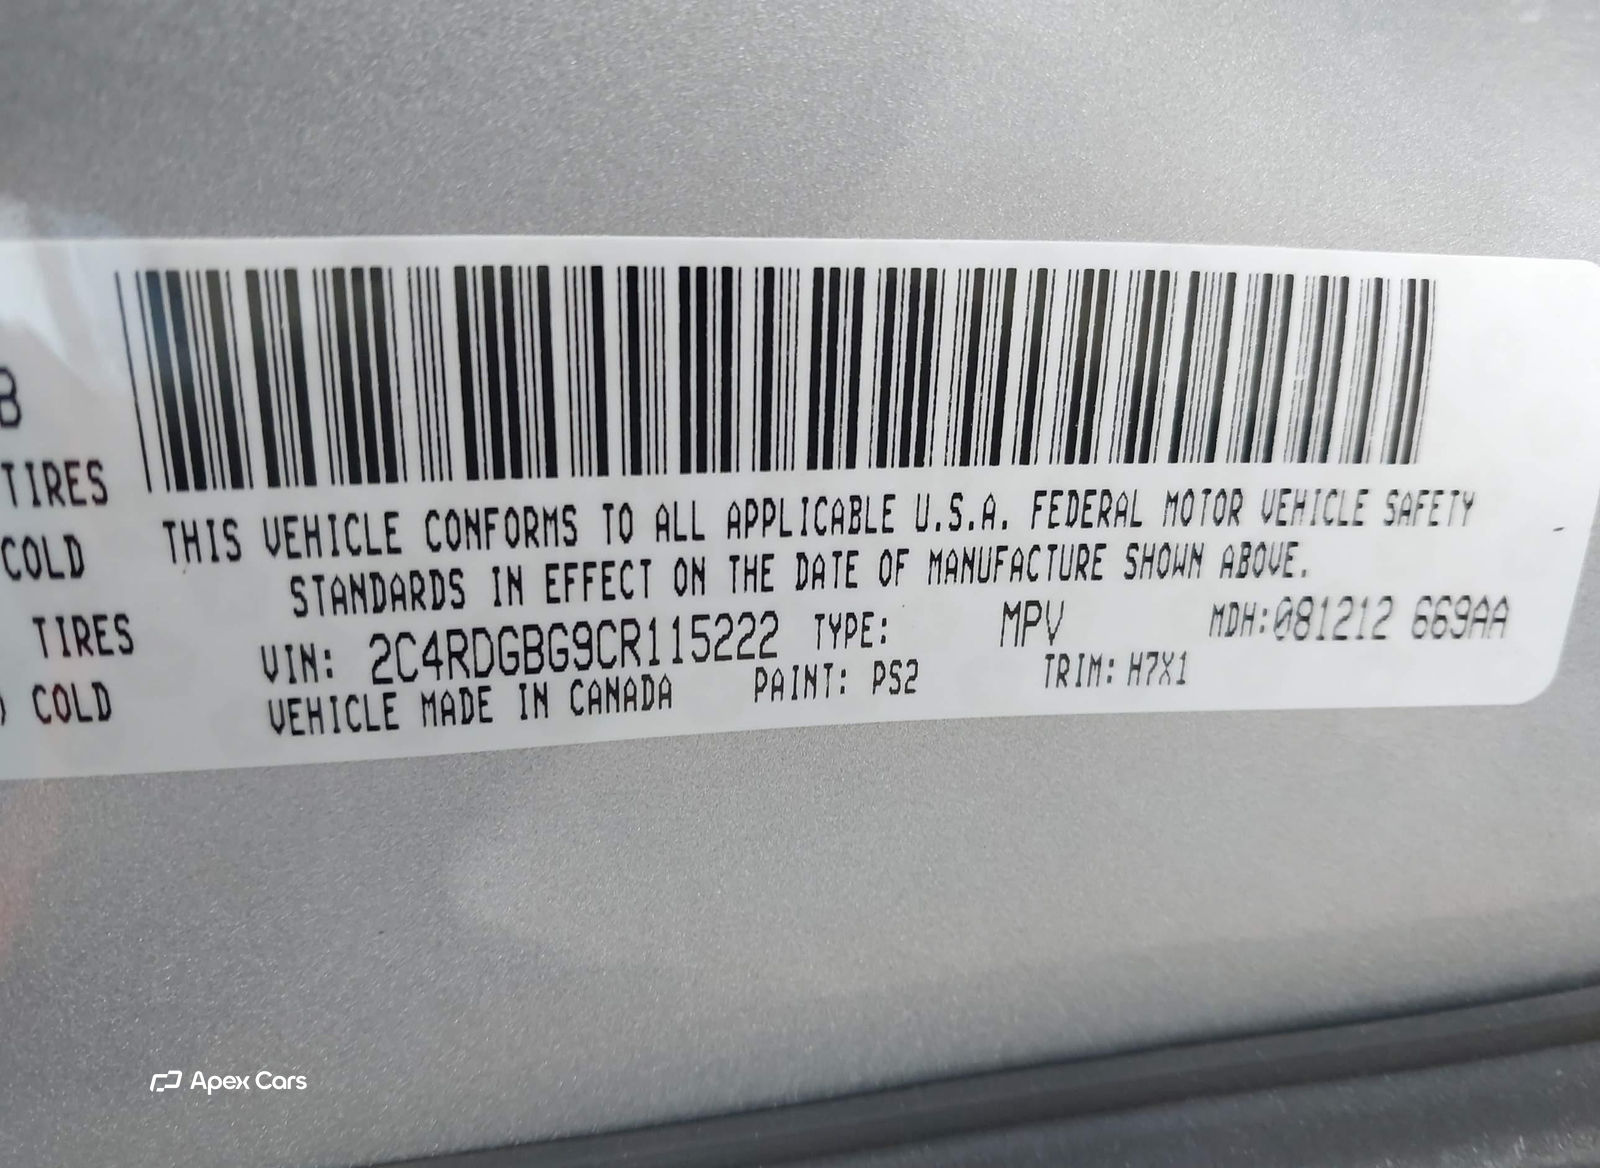 B
TIRES
COLD
TIRES
) COLD
THIS VEHICLE CONFORMS TO ALL APPLICABLE U.S.A. FEDERAL MOTOR VEHICLE SAFETY
STANDARDS IN EFFECT ON THE DATE OF MANUFACTURE SHOWN ABOVE.
VIN: 2C4RDGBG9CR115222 TYPE: MPV MDH:081212 669AA
VEHICLE MADE IN CANADA PAINT: PS2 TRIM: H7X1
Apex Cars